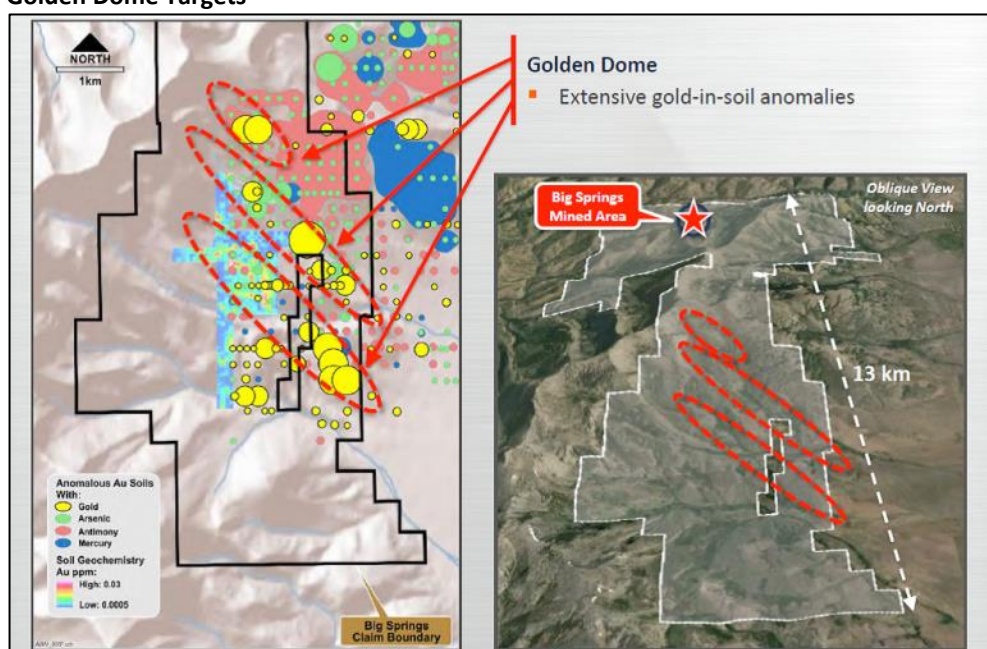 Golden Dome Targets
NORTH
1km
Golden Dome
Extensive gold-in-soil anomalies
Big Springs
Mined Area
Oblique View
looking North
13 km
Anomalous Au Soils
With:
Gold
Arsenic
Antimony
Mercury
Soil Geochemistry
Au ppm:
High: 0.03
Low: 0.0005
Big Springs
Claim Boundary